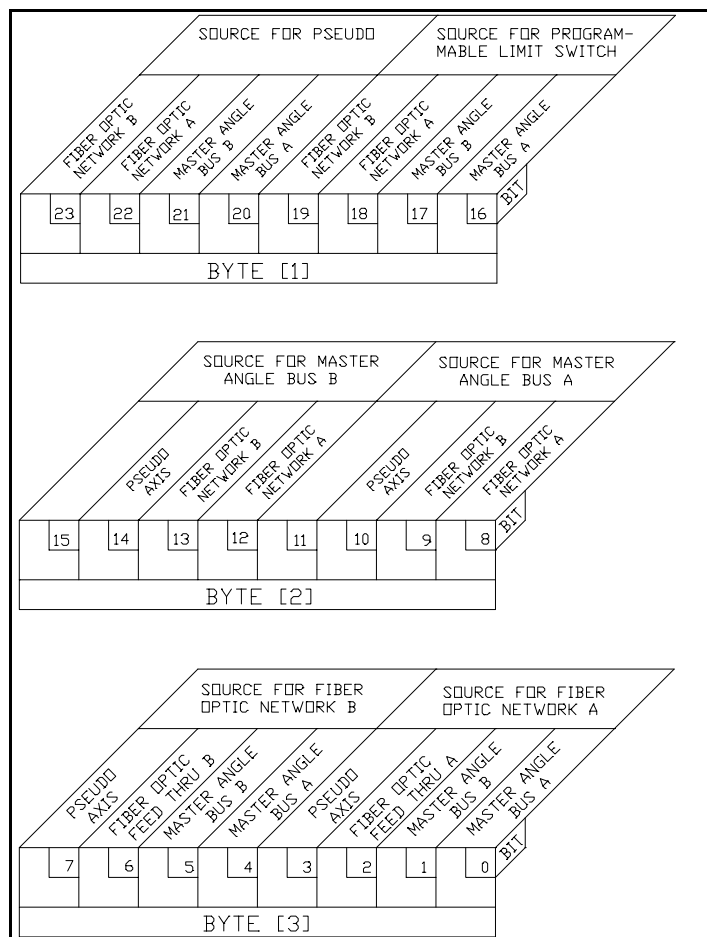 SOURCE FOR PSEUDO
SOURCE FOR PROGRAM-
MABLE LIMIT SWITCH
FIBER OPTIC
NETWORK B
FIBER OPTIC
NETWORK A
MASTER ANGLE
BUS B
MASTER ANGLE
BUS A
FIBER OPTIC
NETWORK B
FIBER OPTIC
NETWORK A
MASTER ANGLE
BUS B
MASTER ANGLE
BUS A
BIT
23 22 21 20 19 18 17 16
BYTE [1]
SOURCE FOR MASTER
ANGLE BUS B
SOURCE FOR MASTER
ANGLE BUS A
PSEUDO
AXIS
FIBER OPTIC
NETWORK B
FIBER OPTIC
NETWORK A
PSEUDO
AXIS
FIBER OPTIC
NETWORK B
FIBER OPTIC
NETWORK A
BIT
15 14 13 12 11 10 9 8
BYTE [2]
SOURCE FOR FIBER
OPTIC NETWORK B
SOURCE FOR FIBER
OPTIC NETWORK A
PSEUDO
AXIS
FIBER OPTIC
FEED THRU B
MASTER ANGLE
BUS B
MASTER ANGLE
BUS A
PSEUDO
AXIS
FIBER OPTIC
FEED THRU A
MASTER ANGLE
BUS B
MASTER ANGLE
BUS A
BIT
7 6 5 4 3 2 1 0
BYTE [3]